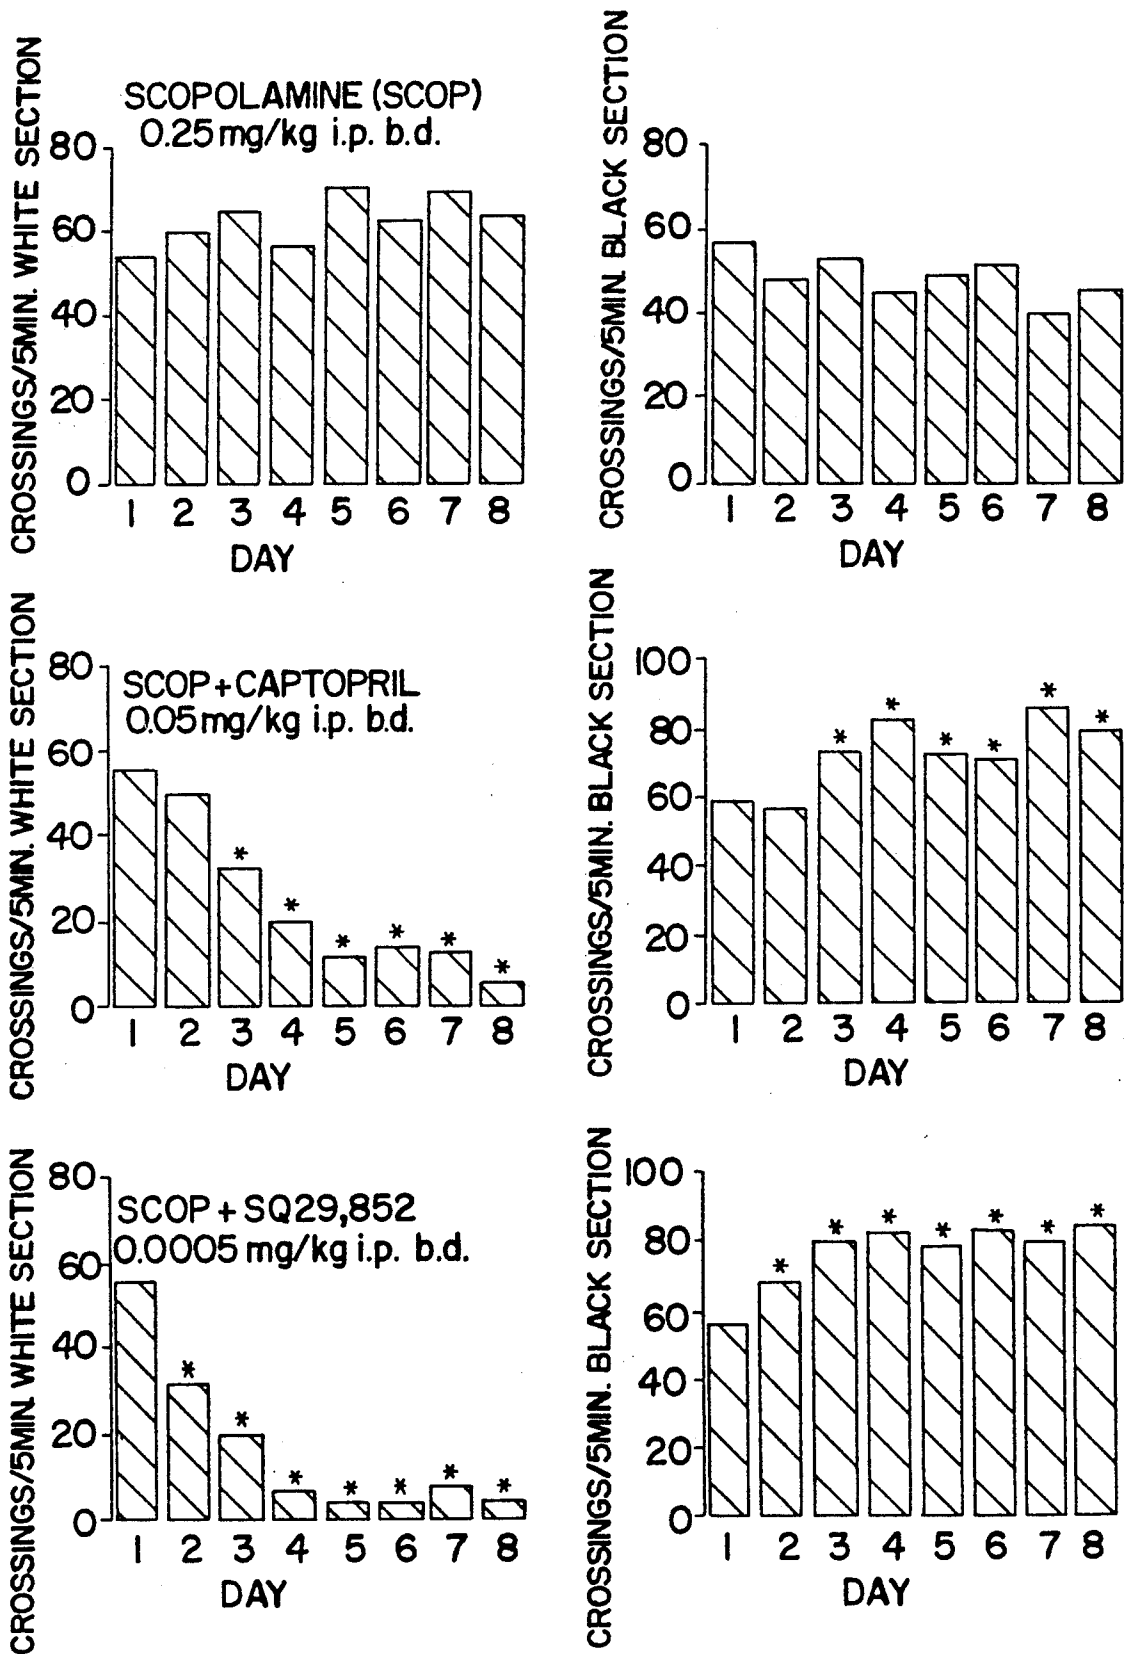 CROSSINGS/5MIN. WHITE SECTION
SCOPOLAMINE (SCOP)
0.25mg/kg i.p. b.d.
80
60
40
20
0
1 2 3 4 5 6 7 8
DAY
CROSSINGS/5MIN. BLACK SECTION
80
60
40
20
0
1 2 3 4 5 6 7 8
DAY
CROSSINGS/5MIN. WHITE SECTION
SCOP+CAPTOPRIL
0.05mg/kg i.p. b.d.
80
60
40
20
0
* * * * * *
1 2 3 4 5 6 7 8
DAY
CROSSINGS/5MIN. BLACK SECTION
100
80
60
40
20
0
* * * * * *
1 2 3 4 5 6 7 8
DAY
CROSSINGS/5MIN. WHITE SECTION
SCOP + SQ29,852
0.0005 mg/kg i.p. b.d.
80
60
40
20
0
* * * * * * *
1 2 3 4 5 6 7 8
DAY
CROSSINGS/5MIN. BLACK SECTION
100
80
60
40
20
0
* * * * * * *
1 2 3 4 5 6 7 8
DAY